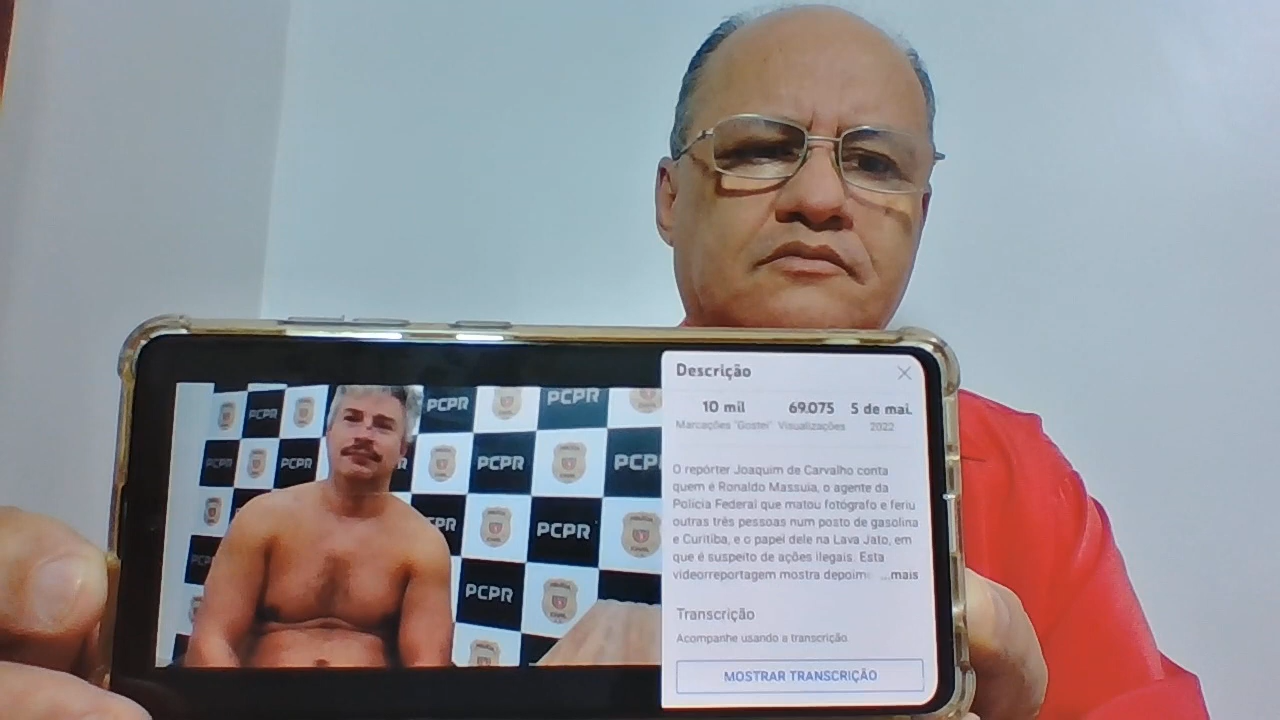 PCPR
PCPR
PCPR
PCPR
PCPR
PCPR
PCPR
PCPR
PCPR
Descrição
10 mil 69.075 5 de mai.
Marcações "Gostei" Visualizações 2022
O repórter Joaquim de Carvalho conta
quem é Ronaldo Massuia, o agente da
Polícia Federal que matou fotógrafo e feriu
outras três pessoas num posto de gasolina
e Curitiba, e o papel dele na Lava Jato, em
que é suspeito de ações ilegais. Esta
videorreportagem mostra depoim ...mais
Transcrição
Acompanhe usando a transcrição.
MOSTRAR TRANSCRIÇÃO